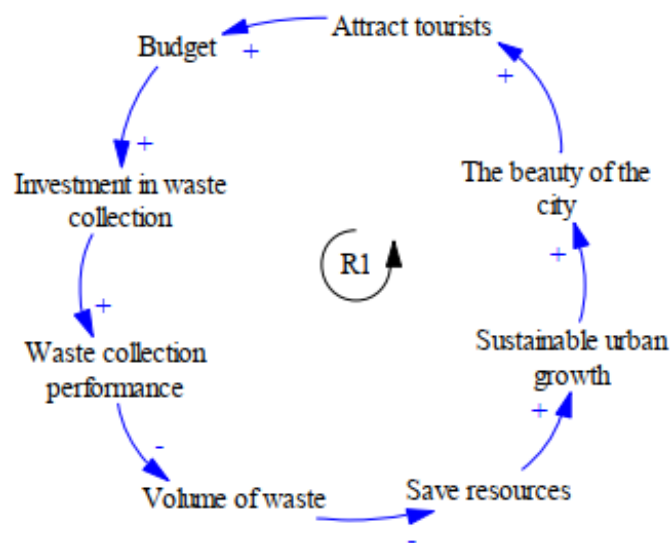 Attract tourists
Budget
+
+
+
Investment in waste
collection
The beauty of the
city
R1
+
+
Waste collection
performance
Sustainable urban
growth
-
+
Volume of waste
Save resources
-